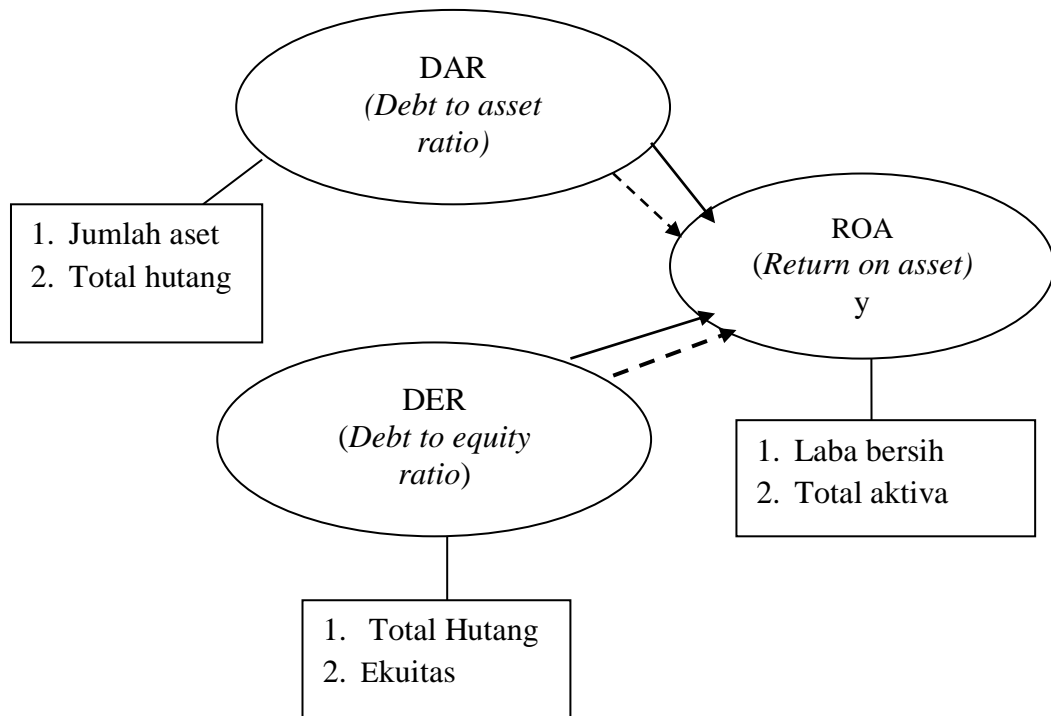 DAR
(Debt to asset
ratio)
1. Jumlah aset
2. Total hutang
ROA
(Return on asset)
y
DER
(Debt to equity
ratio)
1. Laba bersih
2. Total aktiva
1. Total Hutang
2. Ekuitas